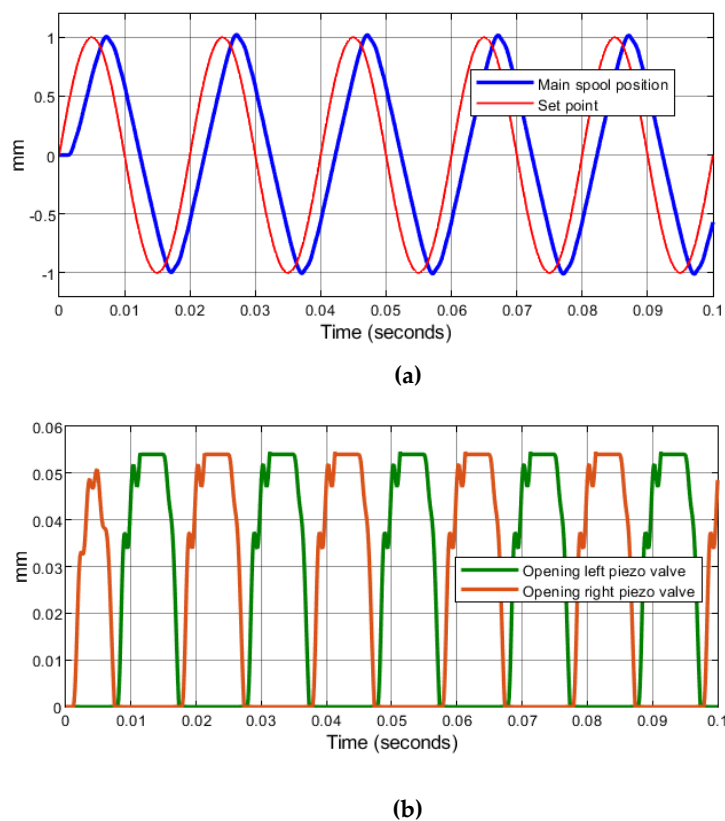 1
0.5
0
-0.5
-1
mm
Main spool position
Set point
0 0.01 0.02 0.03 0.04 0.05 0.06 0.07 0.08 0.09 0.1
Time (seconds)
(a)
0.06
0.05
0.04
0.03
0.02
0.01
0
mm
Opening left piezo valve
Opening right piezo valve
0 0.01 0.02 0.03 0.04 0.05 0.06 0.07 0.08 0.09 0.1
Time (seconds)
(b)